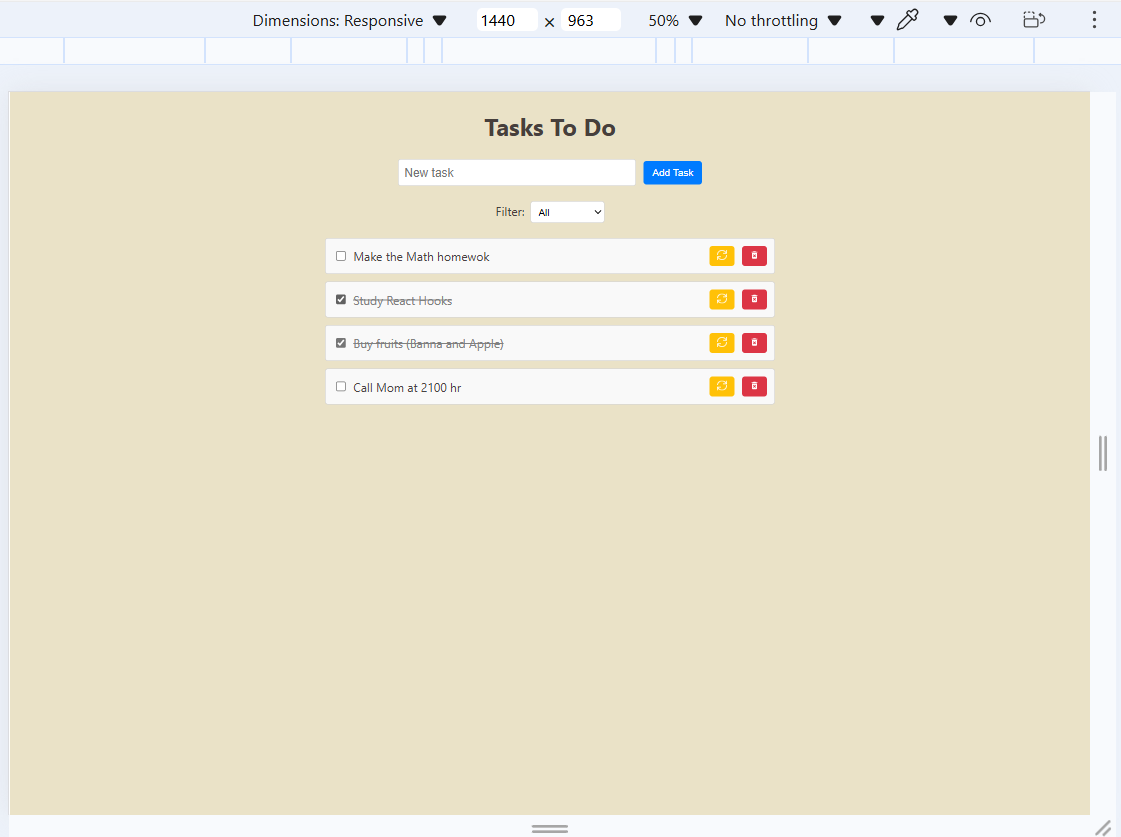 Dimensions: Responsive 1440 × 963 50% No throttling
Tasks To Do
New task Add Task
Filter: All
Make the Math homewok
Study React Hooks
Buy fruits (Banna and Apple)
Call Mom at 2100 hr